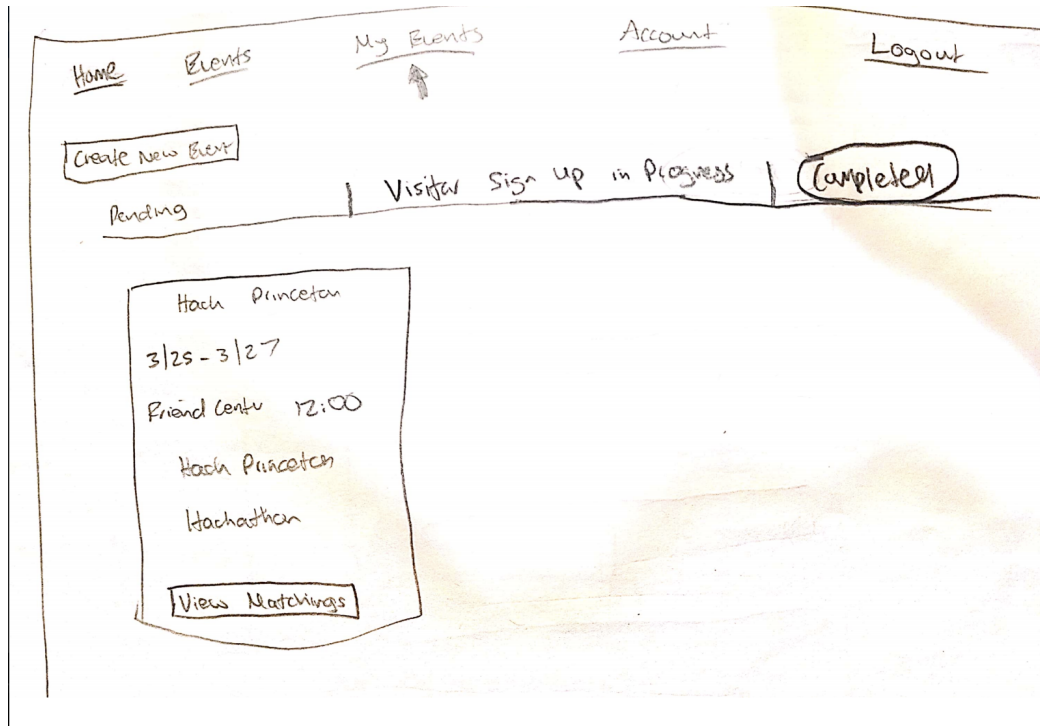 Home Events My Events Account Logout
Create New Event
Pending | Visitor Sign Up in Progress | Completed
Hack Princeton
3/25 - 3/27
Friend Center 12:00
Hack Princeton
Hackathon
View Matchings